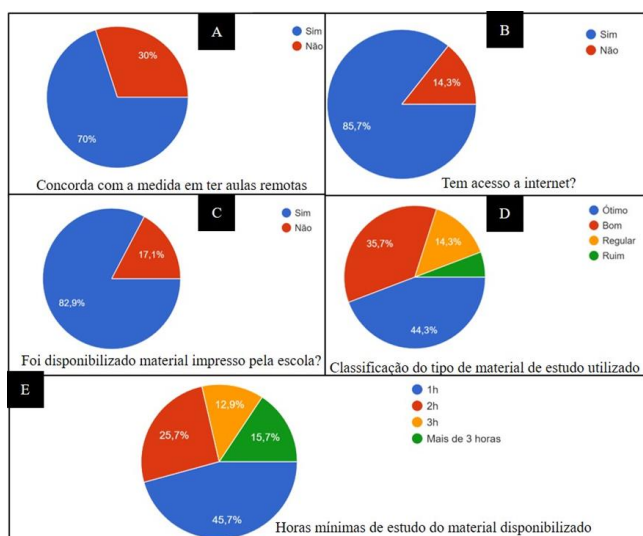 A
Sim
Não
30%
70%
Concorda com a medida em ter aulas remotas
B
Sim
Não
14,3%
85,7%
Tem acesso a internet?
C
Sim
Não
17,1%
82,9%
Foi disponibilizado material impresso pela escola?
D
Ótimo
Bom
Regular
Ruim
35,7%
14,3%
44,3%
Classificação do tipo de material de estudo utilizado
E
1h
2h
3h
Mais de 3 horas
12,9%
25,7%
15,7%
45,7%
Horas mínimas de estudo do material disponibilizado